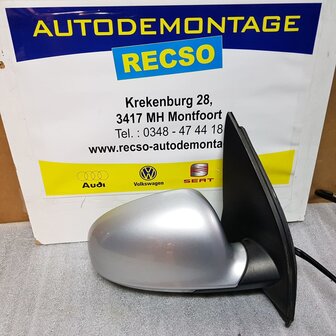 AUTODEMONTAGE
RECSO
Krekenburg 28,
3417 MH Montfoort
Tel. : 0348 - 47 44 18
www.recso-autodemonta
Audi
Volkswagen
SEAT